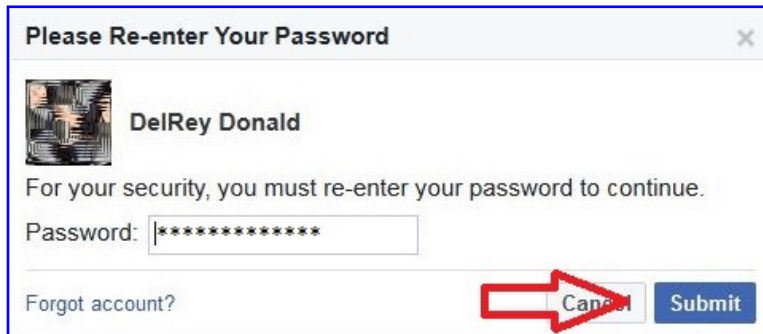 Please Re-enter Your Password ×
DelRey Donald
For your security, you must re-enter your password to continue.
Password: *************
Forgot account? Cancel Submit